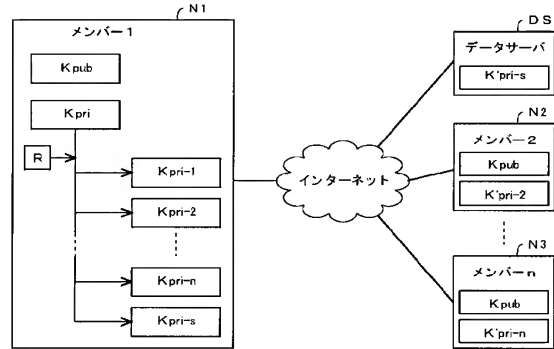 N1
メンバー1
Kpub
Kpri
R
Kpri-1
Kpri-2
Kpri-n
Kpri-s
インターネット
DS
データサーバ
K'pri-s
N2
メンバー2
Kpub
K'pri-2
N3
メンバーn
Kpub
K'pri-n